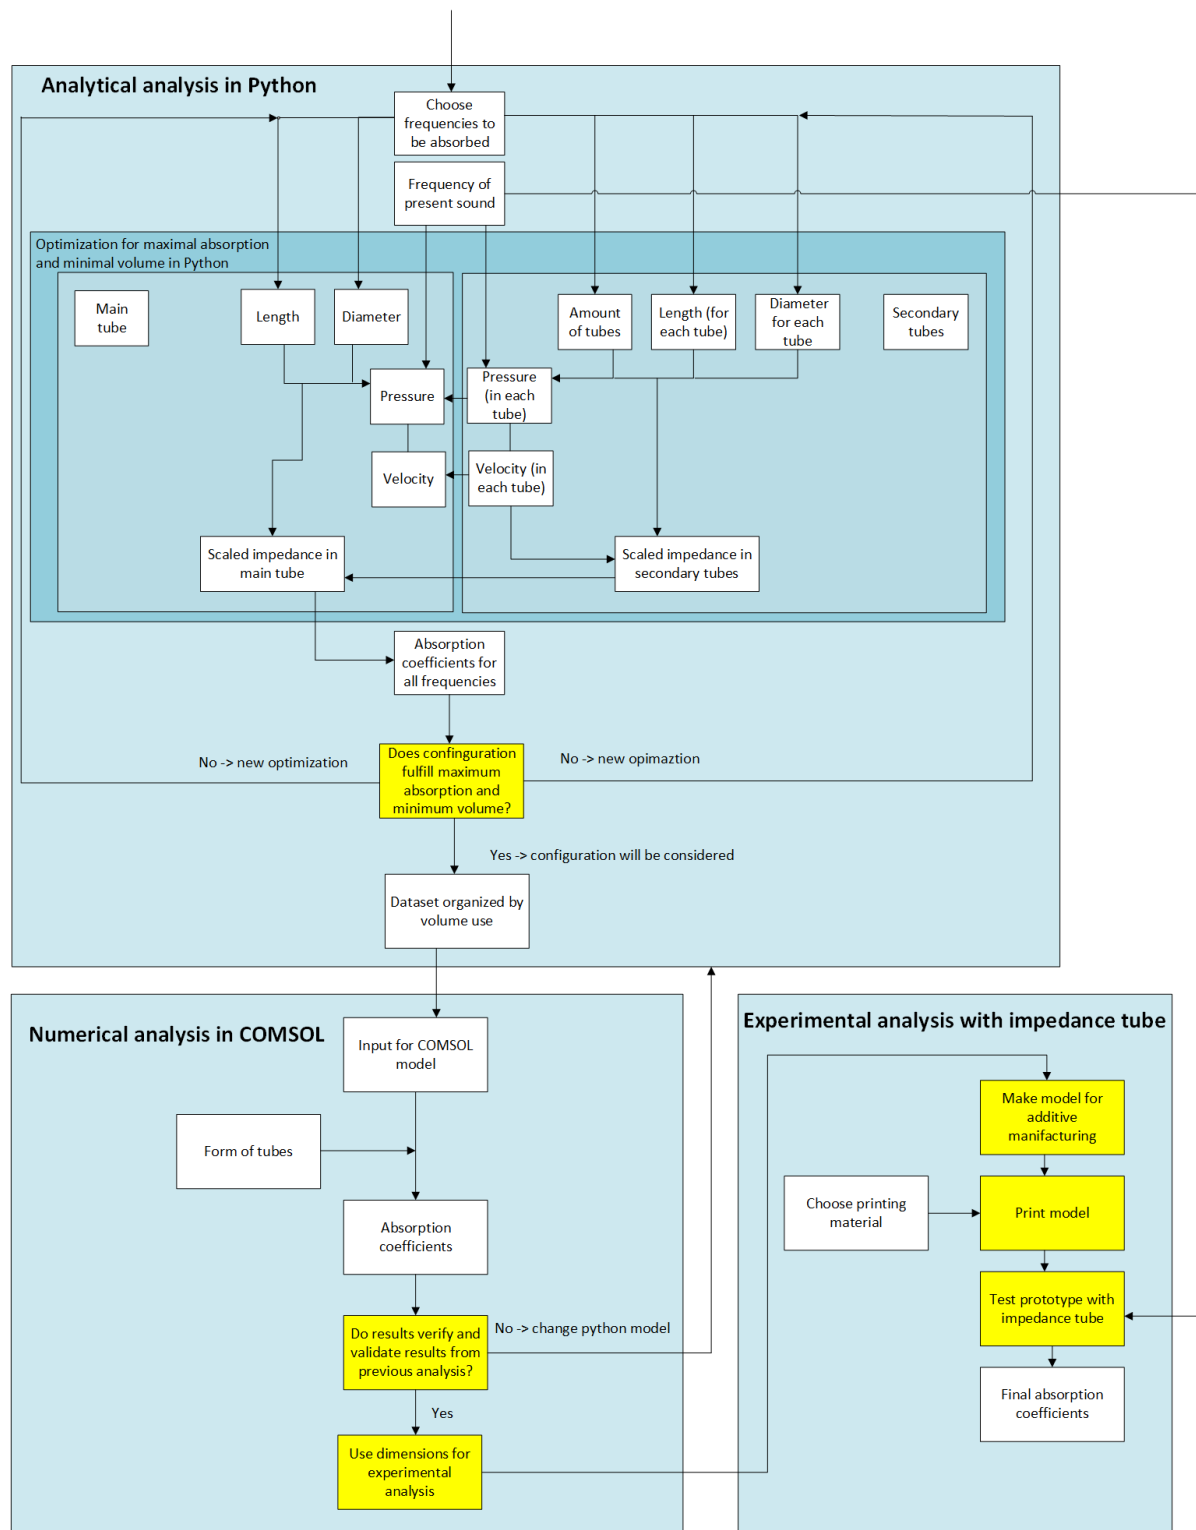 Analytical analysis in Python
Choose
frequencies to
be absorbed
Frequency of
present sound
Optimization for maximal absorption
and minimal volume in Python
Main
tube
Length
Diameter
Amount
of tubes
Length (for
each tube)
Diameter
for each
tube
Secondary
tubes
Pressure
Pressure
(in each
tube)
Velocity
Velocity (in
each tube)
Scaled impedance in
main tube
Scaled impedance in
secondary tubes
Absorption
coefficients for
all frequencies
Does confinguration
fulfill maximum
absorption and
minimum volume?
No -> new optimization
No -> new opimaztion
Yes -> configuration will be considered
Dataset organized by
volume use
Numerical analysis in COMSOL
Input for COMSOL
model
Form of tubes
Absorption
coefficients
Do results verify and
validate results from
previous analysis?
No -> change python model
Yes
Use dimensions for
experimental
analysis
Experimental analysis with impedance tube
Make model for
additive
manifacturing
Choose printing
material
Print model
Test prototype with
impedance tube
Final absorption
coefficients